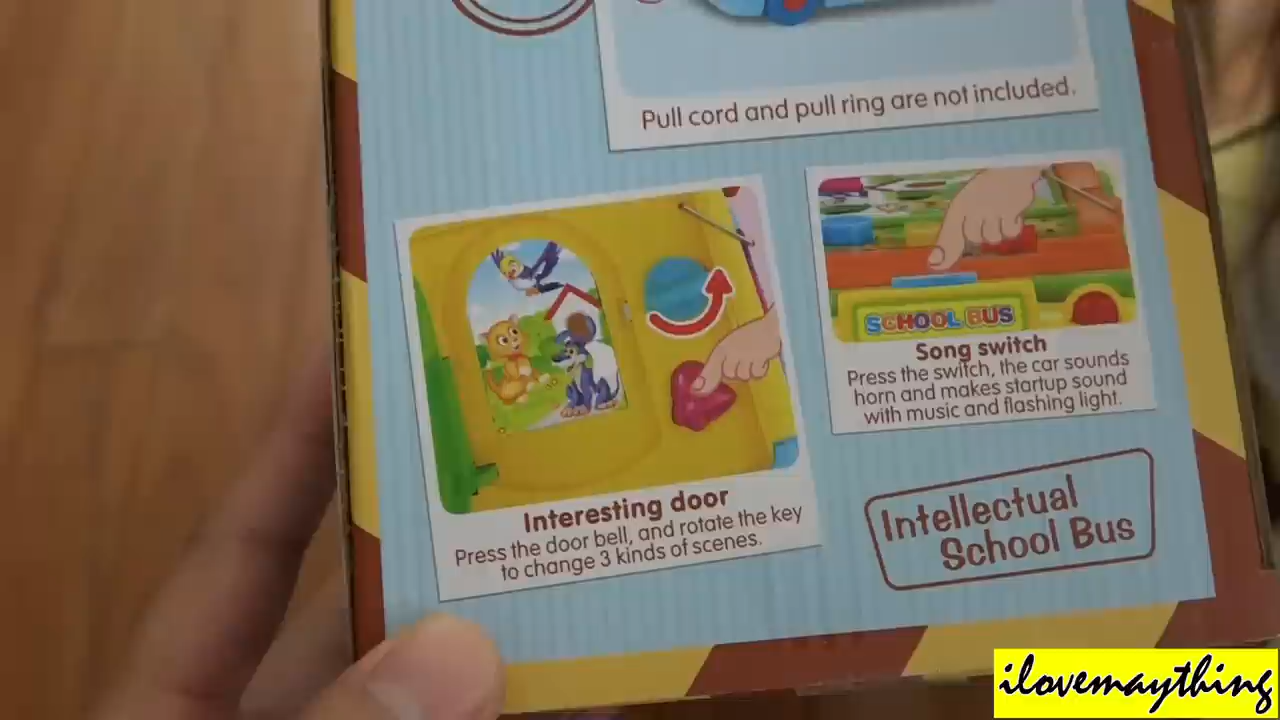 Pull cord and pull ring are not included.
SCHOOL BUS
Song switch
Press the switch, the car sounds
horn and makes startup sound
with music and flashing light.
Interesting door
Press the door bell, and rotate the key
to change 3 kinds of scenes.
Intellectual
School Bus
ilovemaything